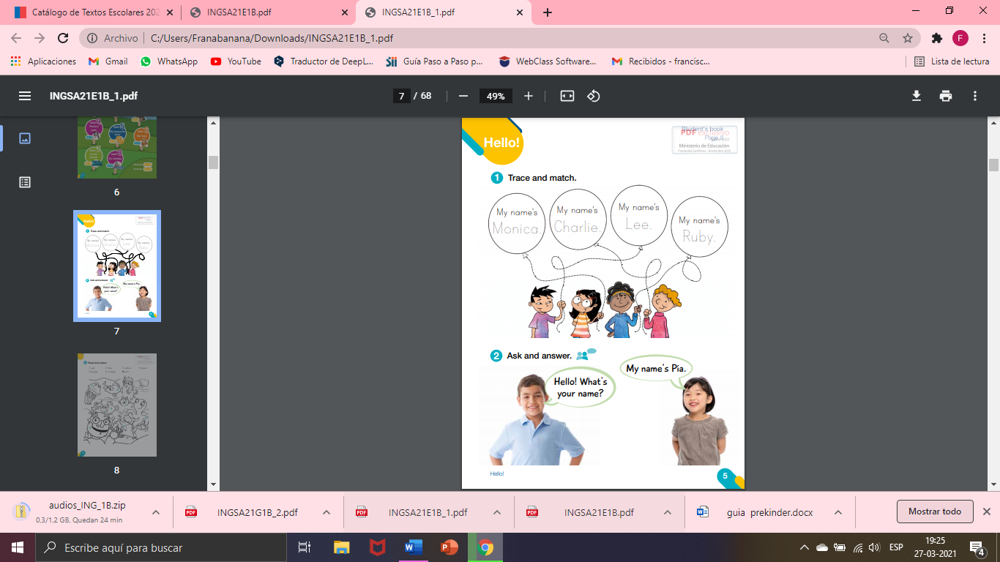 Catálogo de Textos Escolares 202
INGSA21E1B.pdf
INGSA21E1B_1.pdf
Archivo
C:/Users/Franabanana/Downloads/INGSA21E1B_1.pdf
F
Aplicaciones
Gmail
WhatsApp
YouTube
Traductor de DeepL...
Guía Paso a Paso p...
WebClass Software...
Recibidos - francisc...
Lista de lectura
INGSA21E1B_1.pdf
7 / 68
49%
6
7
8
Hello!
Student's book
PDF exclusivo
Ministerio de Educación
1 Trace and match.
My name's
Monica.
My name's
Charlie.
My name's
Lee.
My name's
Ruby.
2 Ask and answer.
Hello! What's
your name?
My name's Pía.
Hello!
5
audios_ING_1B.zip
0,3/1,2 GB, Quedan 24 min
INGSA21G1B_2.pdf
INGSA21E1B_1.pdf
INGSA21E1B.pdf
guia prekinder.docx
Mostrar todo
Escribe aquí para buscar
ESP
19:25
27-03-2021
4